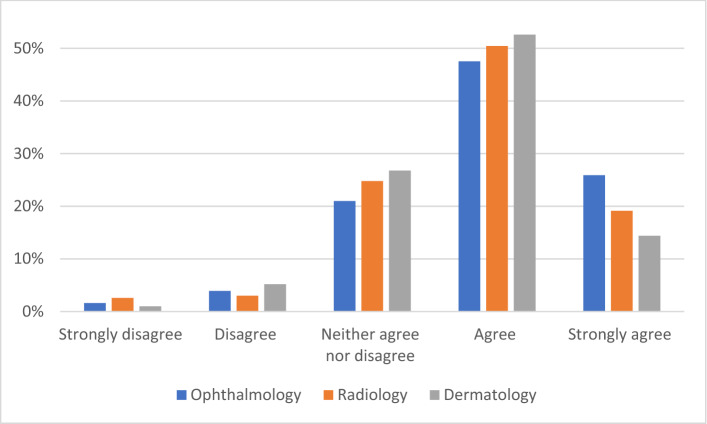 50%
40%
30%
20%
10%
0%
Strongly disagree
Disagree
Neither agree
nor disagree
Agree
Strongly agree
Ophthalmology
Radiology
Dermatology